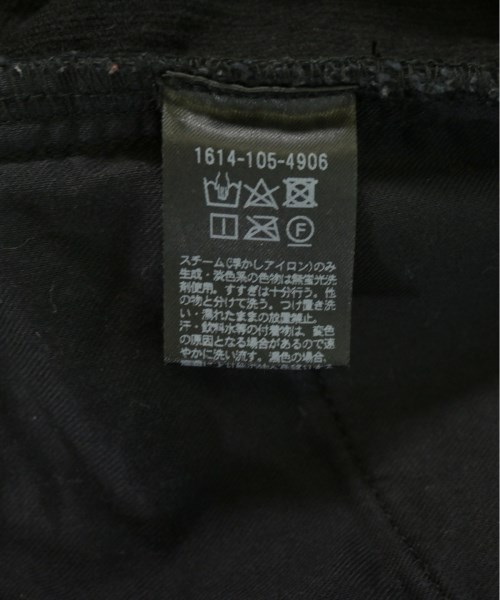 1614-105-4906
スチーム(浮かしアイロン)のみ
生成・淡色系の色物は無蛍光洗
剤使用。すすぎは十分行う。他
の物と分けて洗う。つけ置き洗
い・濡れたままの放置禁止。
汗・飲料水等の付着物は、変色
の原因となる場合があるので速
やかに洗い流す。濃色の場合、